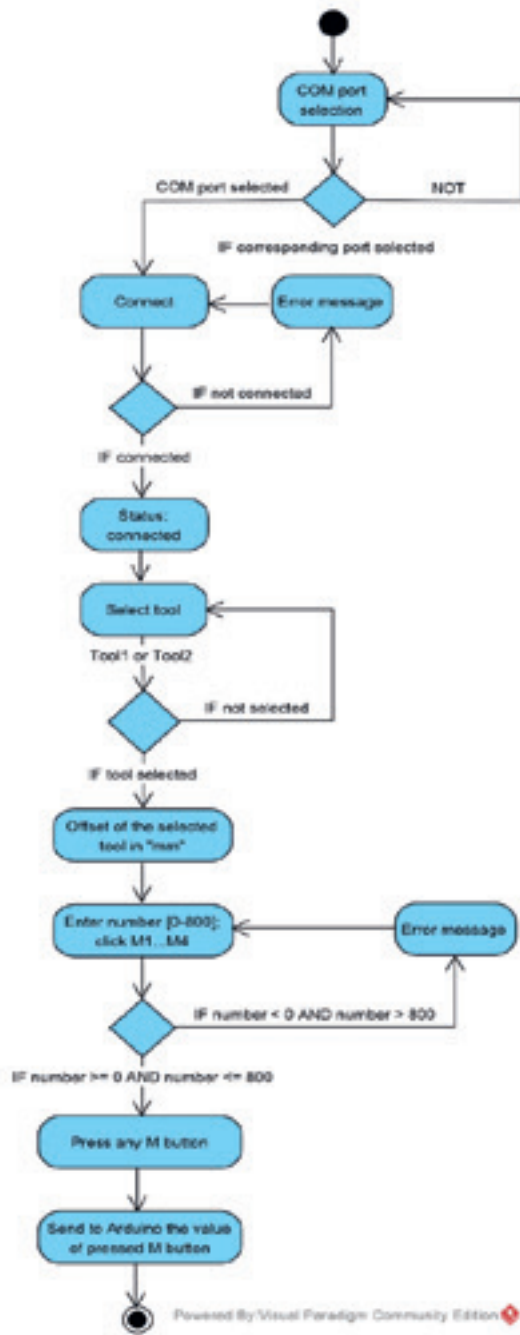 COM port
selection
COM port selected
NOT
IF corresponding port selected
Connect
Error message
IF not connected
IF connected
Status:
connected
Select tool
Tool1 or Tool2
IF not selected
IF tool selected
Offset of the selected
tool in "mm"
Enter number [0-800];
click M1...M4
Error message
IF number < 0 AND number > 800
IF number >= 0 AND number <= 800
Press any M button
Send to Arduino the value
of pressed M button
Powered By Visual Paradigm Community Edition